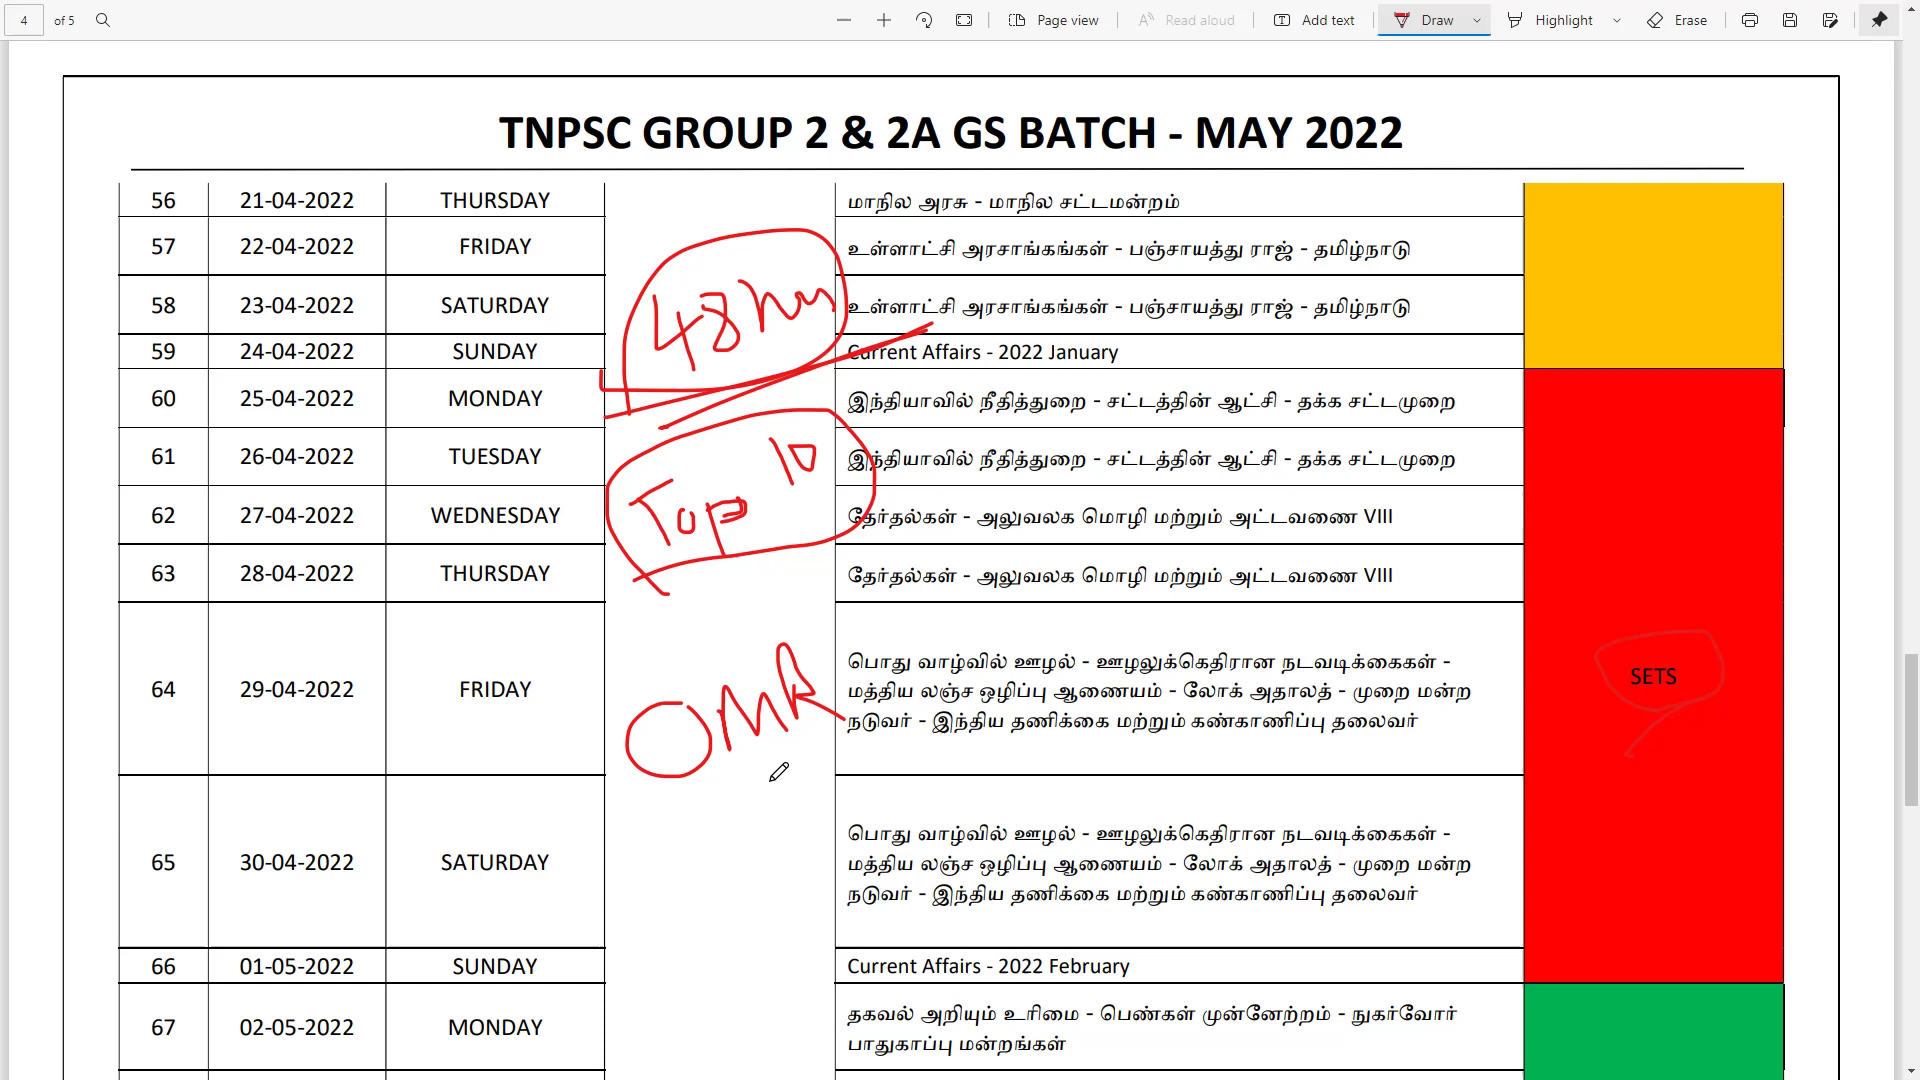 4 of 5 Page view Read aloud Add text Draw Highlight Erase
TNPSC GROUP 2 & 2A GS BATCH - MAY 2022
56 21-04-2022 THURSDAY மாநில அரசு - மாநில சட்டமன்றம்
57 22-04-2022 FRIDAY உள்ளாட்சி அரசாங்கங்கள் - பஞ்சாயத்து ராஜ் - தமிழ்நாடு
58 23-04-2022 SATURDAY உள்ளாட்சி அரசாங்கங்கள் - பஞ்சாயத்து ராஜ் - தமிழ்நாடு
48
59 24-04-2022 SUNDAY Current Affairs - 2022 January
60 25-04-2022 MONDAY இந்தியாவில் நீதித்துறை - சட்டத்தின் ஆட்சி - தக்க சட்டமுறை
61 26-04-2022 TUESDAY இந்தியாவில் நீதித்துறை - சட்டத்தின் ஆட்சி - தக்க சட்டமுறை
Top 10
62 27-04-2022 WEDNESDAY தேர்தல்கள் - அலுவலக மொழி மற்றும் அட்டவணை VIII
63 28-04-2022 THURSDAY தேர்தல்கள் - அலுவலக மொழி மற்றும் அட்டவணை VIII
64 29-04-2022 FRIDAY பொது வாழ்வில் ஊழல் - ஊழலுக்கெதிரான நடவடிக்கைகள் -
மத்திய லஞ்ச ஒழிப்பு ஆணையம் - லோக் அதாலத் - முறை மன்ற
நடுவர் - இந்திய தணிக்கை மற்றும் கண்காணிப்பு தலைவர்
SETS
OMR
65 30-04-2022 SATURDAY பொது வாழ்வில் ஊழல் - ஊழலுக்கெதிரான நடவடிக்கைகள் -
மத்திய லஞ்ச ஒழிப்பு ஆணையம் - லோக் அதாலத் - முறை மன்ற
நடுவர் - இந்திய தணிக்கை மற்றும் கண்காணிப்பு தலைவர்
66 01-05-2022 SUNDAY Current Affairs - 2022 February
67 02-05-2022 MONDAY தகவல் அறியும் உரிமை - பெண்கள் முன்னேற்றம் - நுகர்வோர்
பாதுகாப்பு மன்றங்கள்